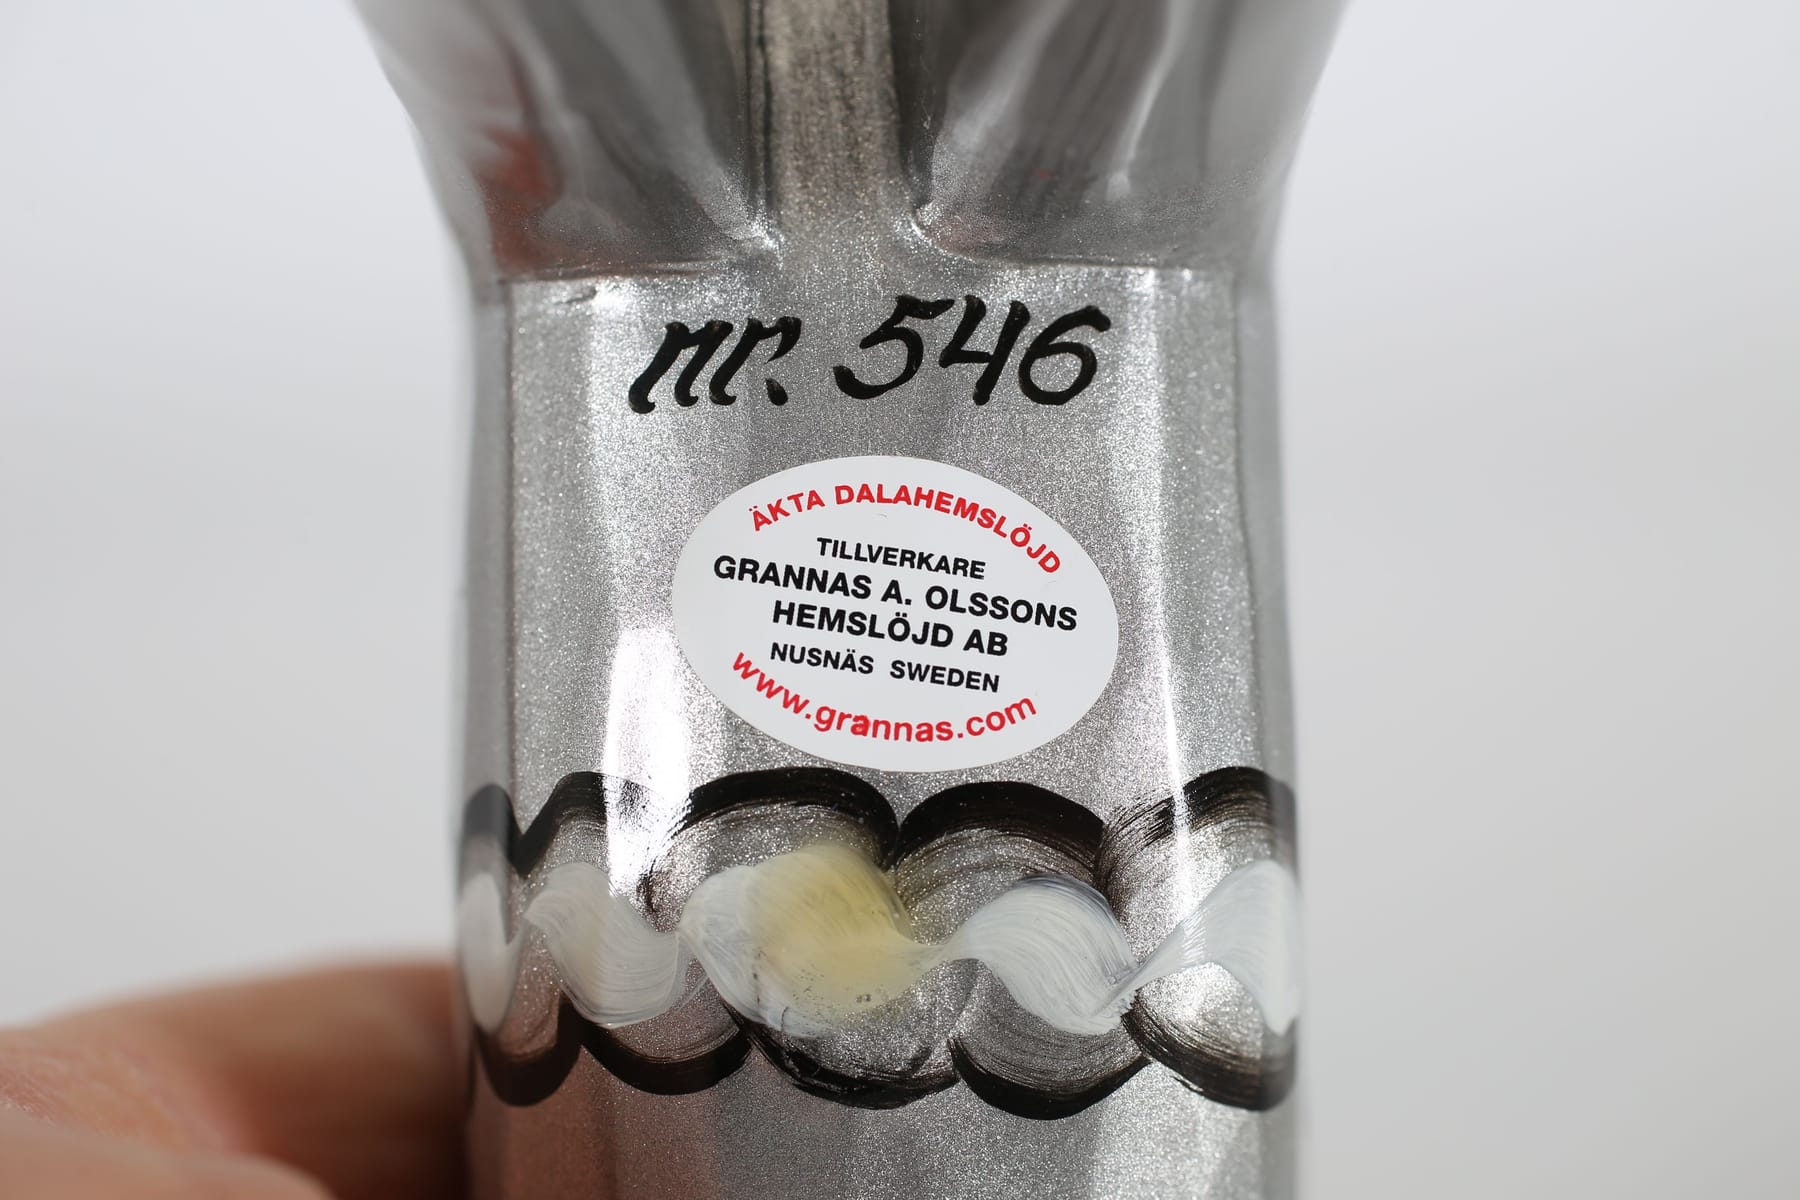 nr. 546
ÄKTA DALAHEMSLÖJD
TILLVERKARE
GRANNAS A. OLSSONS
HEMSLÖJD AB
NUSNÄS SWEDEN
www.grannas.com